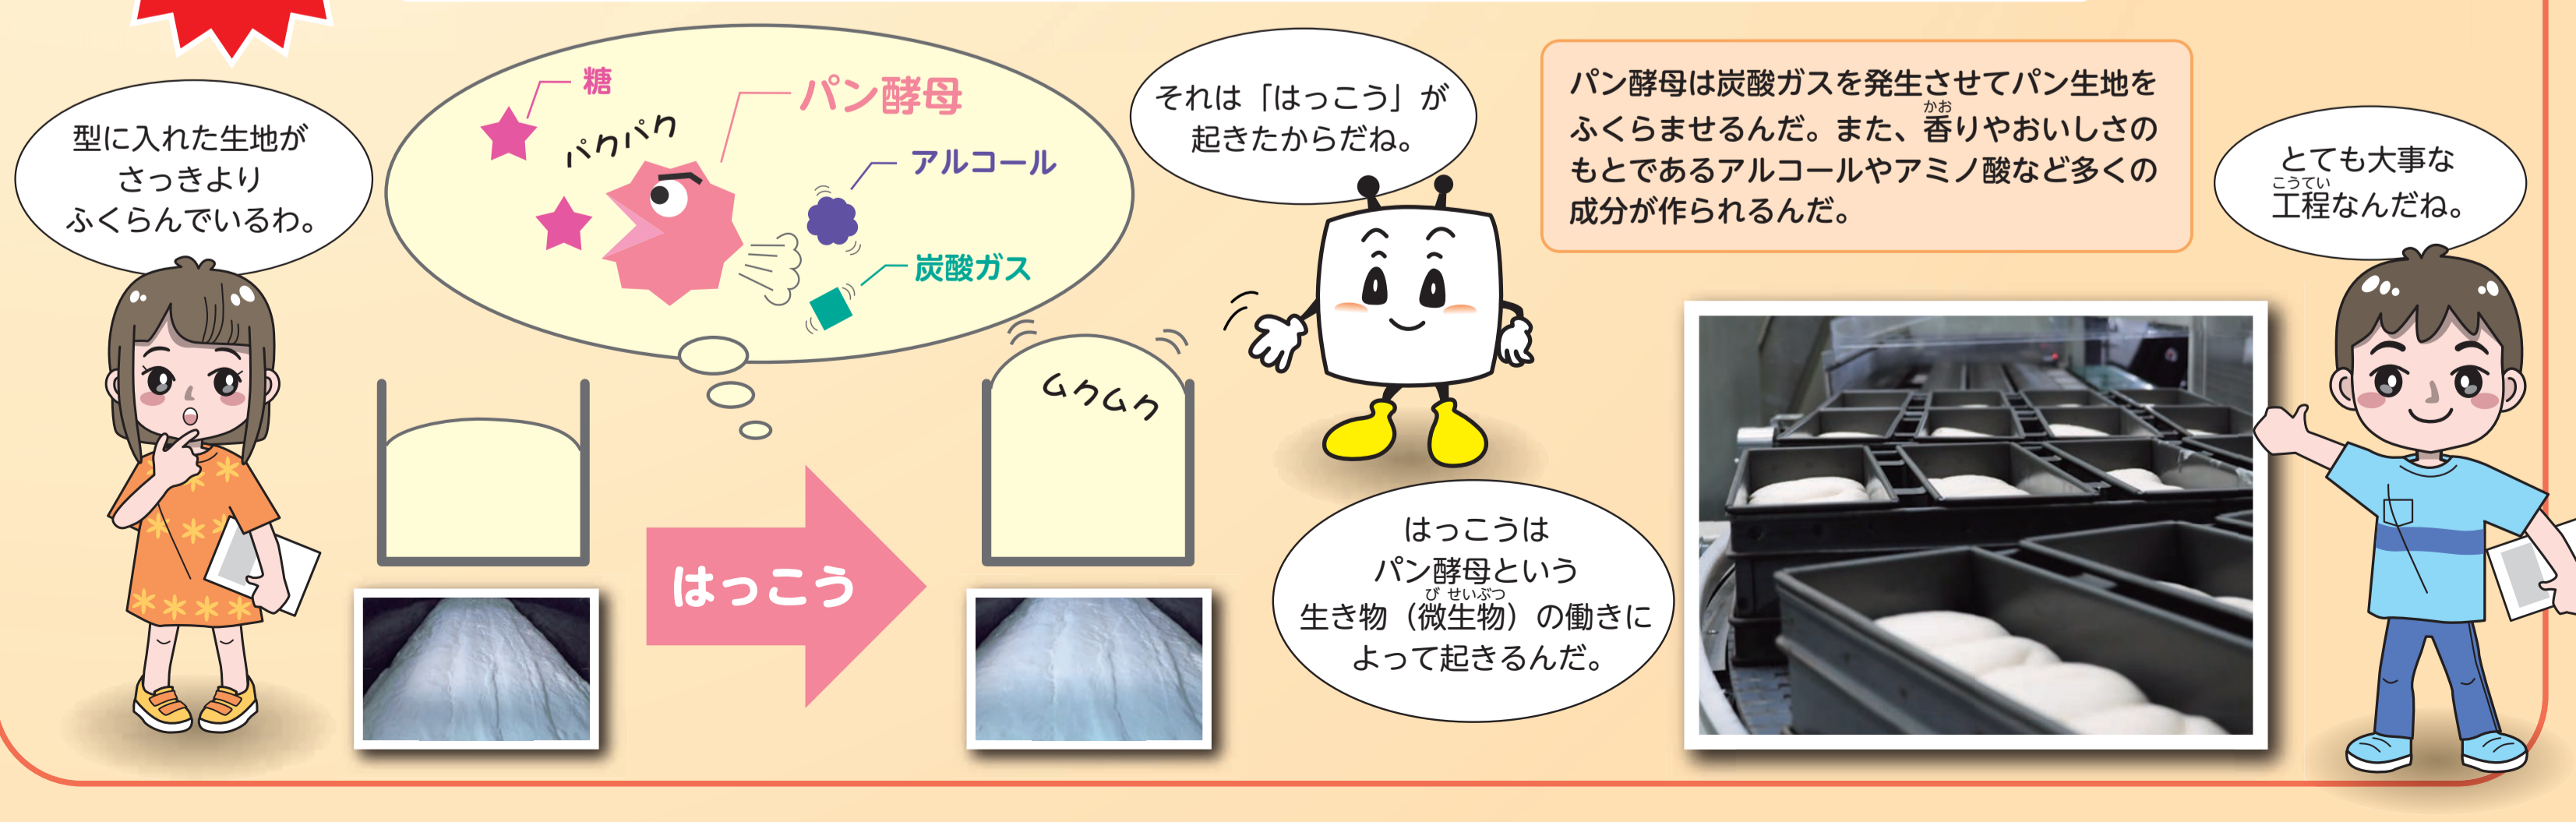 型に入れた生地が
さっきより
ふくらんでいるわ。
糖
パクパク
パン酵母
アルコール
炭酸ガス
はっこう
ムクムク
それは「はっこう」が
起きたからだね。
はっこうは
パン酵母という
び せいぶつ
生き物（微生物）の働きに
よって起きるんだ。
パン酵母は炭酸ガスを発生させてパン生地を
かお
ふくらませるんだ。また、香りやおいしさの
もとであるアルコールやアミノ酸など多くの
成分が作られるんだ。
とても大事な
こうてい
工程なんだね。